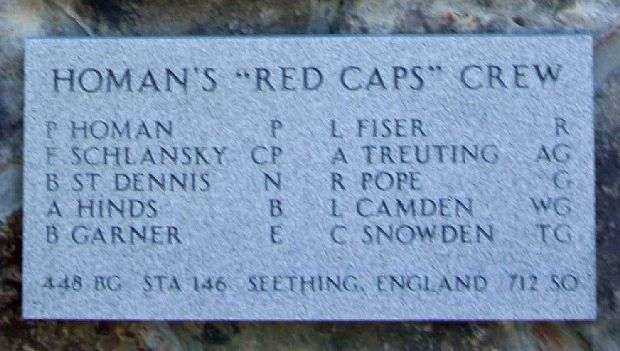 HOMAN'S "RED CAPS" CREW
P HOMAN P L FISER R
F SCHLANSKY CP A TREUTING AG
B ST DENNIS N R POPE G
A HINDS B L CAMDEN WG
B GARNER E C SNOWDEN TG
448 BG STA 146 SEETHING, ENGLAND 712 SQ